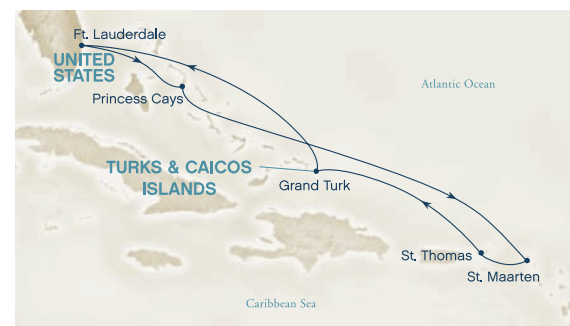 Ft. Lauderdale
UNITED
STATES
Atlantic Ocean
Princess Cays
TURKS & CAICOS
ISLANDS
Grand Turk
St. Thomas
St. Maarten
Caribbean Sea